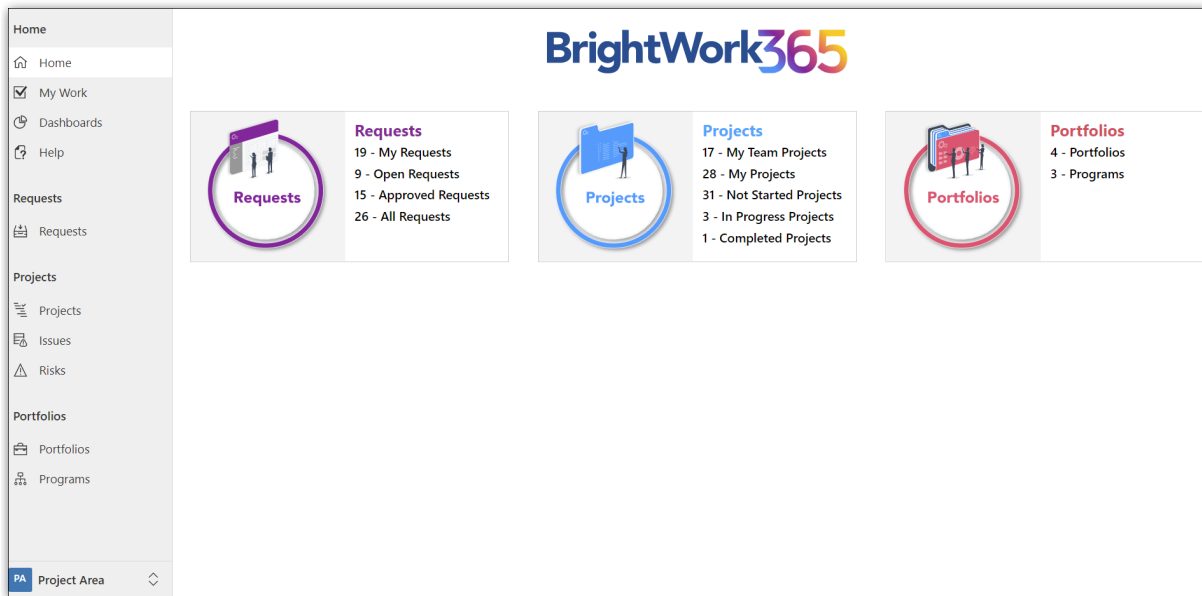 Home
Home
My Work
Dashboards
Help
Requests
Requests
Projects
Projects
Issues
Risks
Portfolios
Portfolios
Programs
PA Project Area
BrightWork365
Requests
Requests
19 - My Requests
9 - Open Requests
15 - Approved Requests
26 - All Requests
Projects
Projects
17 - My Team Projects
28 - My Projects
31 - Not Started Projects
3 - In Progress Projects
1 - Completed Projects
Portfolios
Portfolios
4 - Portfolios
3 - Programs